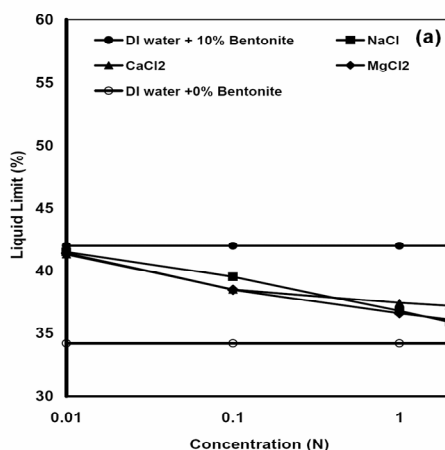 60
DI water + 10% Bentonite
NaCl
(a)
CaCl2
MgCl2
DI water +0% Bentonite
55
50
45
40
35
30
Liquid Limit (%)
0.01
0.1
1
Concentration (N)